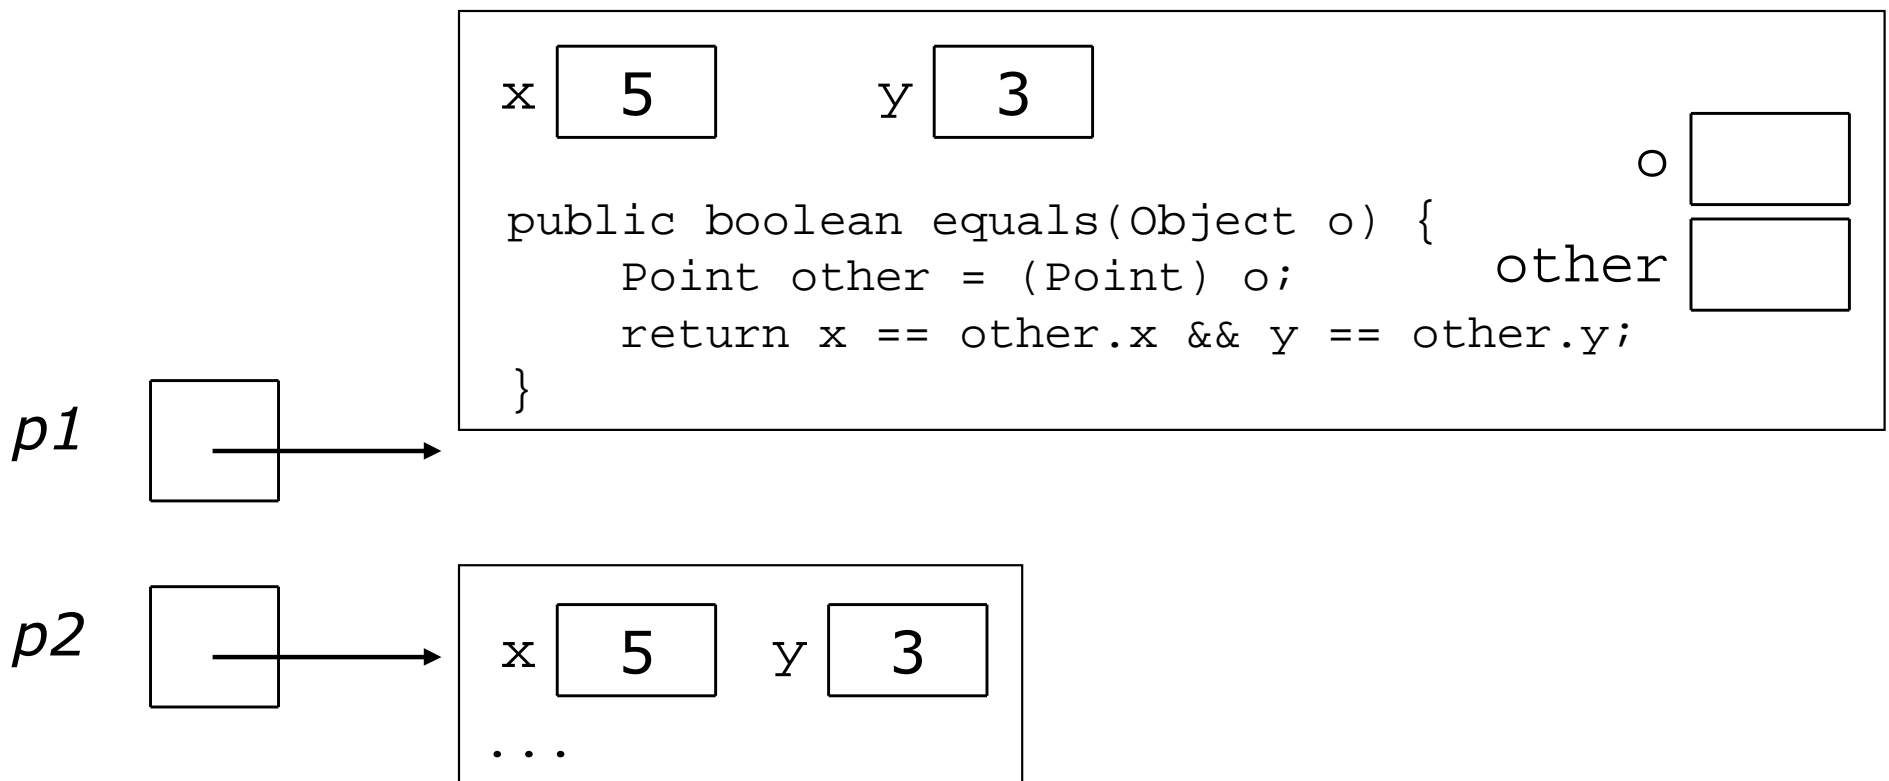 x 5 y 3
o
public boolean equals(Object o) {
other
Point other = (Point) o;
return x == other.x && y == other.y;
}
p1
p2
x 5 y 3
...